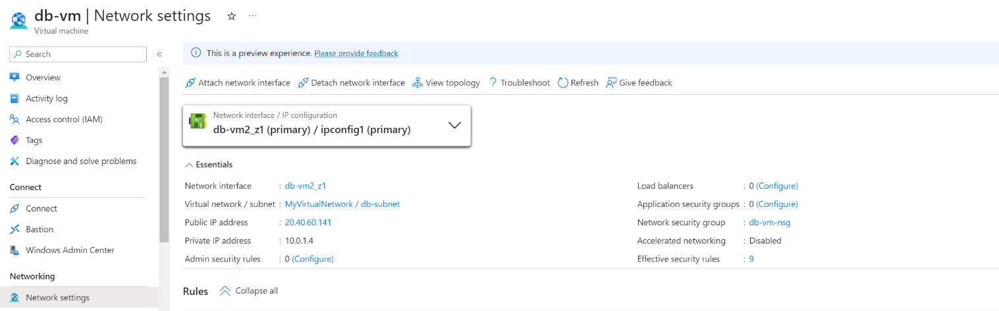 db-vm | Network settings ☆ ...
Virtual machine
Search «
Overview
Activity log
Access control (IAM)
Tags
Diagnose and solve problems
Connect
Connect
Bastion
Windows Admin Center
Networking
Network settings
This is a preview experience. Please provide feedback
Attach network interface Detach network interface View topology Troubleshoot Refresh Give feedback
Network interface / IP configuration
db-vm2_z1 (primary) / ipconfig1 (primary)
Essentials
Network interface : db-vm2_z1
Virtual network / subnet : MyVirtualNetwork / db-subnet
Public IP address : 20.40.60.141
Private IP address : 10.0.1.4
Admin security rules : 0 (Configure)
Load balancers : 0 (Configure)
Application security groups : 0 (Configure)
Network security group : db-vm-nsg
Accelerated networking : Disabled
Effective security rules : 9
Rules Collapse all